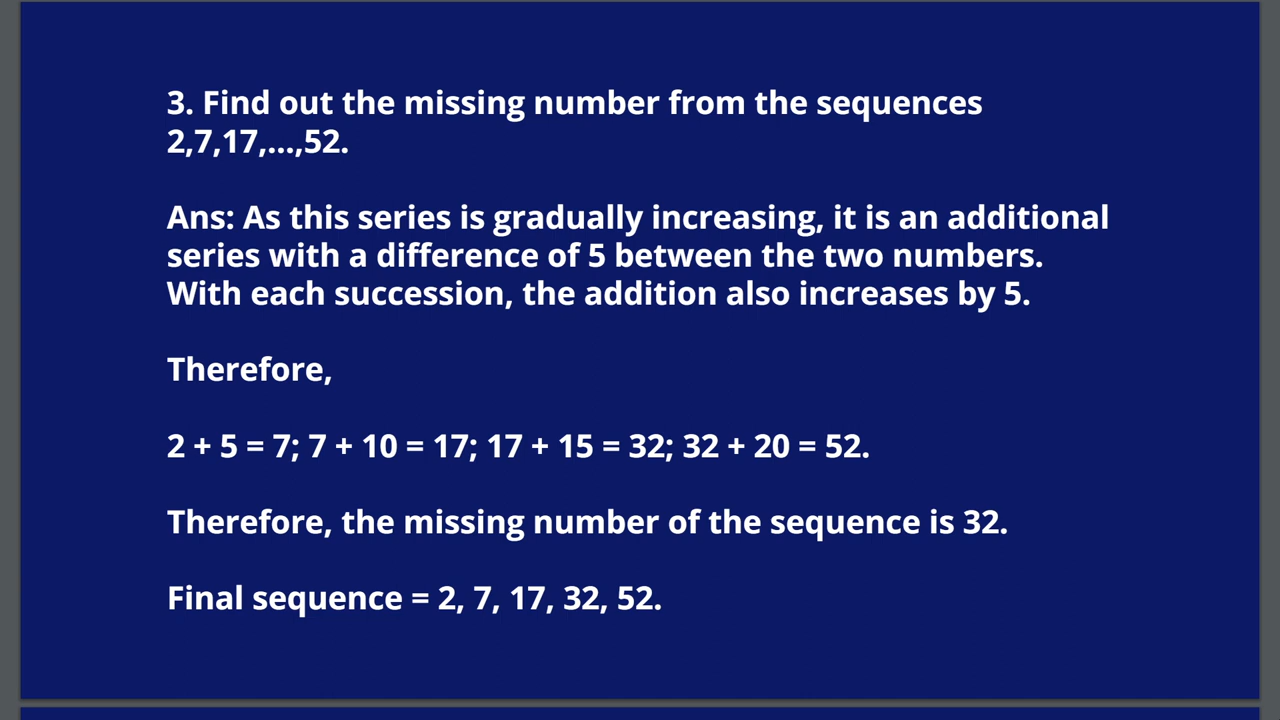 3. Find out the missing number from the sequences
2,7,17,...,52.
Ans: As this series is gradually increasing, it is an additional
series with a difference of 5 between the two numbers.
With each succession, the addition also increases by 5.
Therefore,
2 + 5 = 7; 7 + 10 = 17; 17 + 15 = 32; 32 + 20 = 52.
Therefore, the missing number of the sequence is 32.
Final sequence = 2, 7, 17, 32, 52.